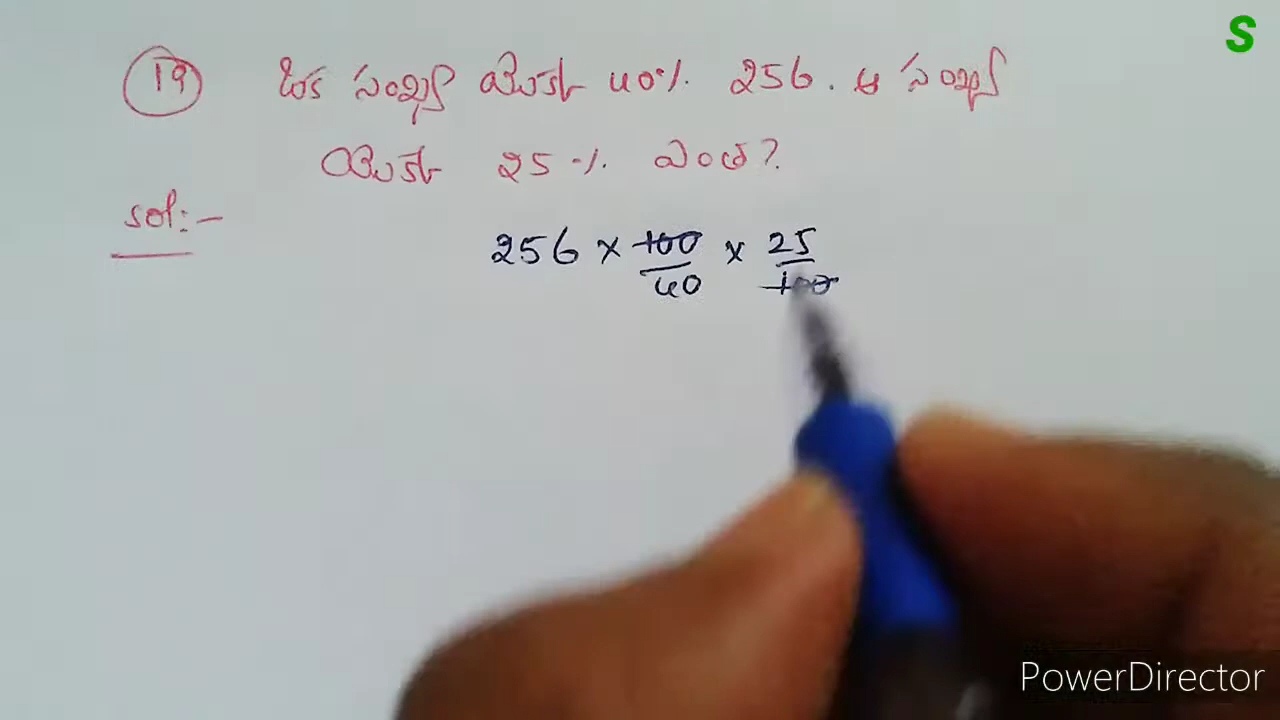 S
19 ఒక సంఖ్య యొక్క 40% 256. ఆ సంఖ్య
యొక్క 25% ఎంత?
Sol:-
256 × 100/40 × 25/100
PowerDirector